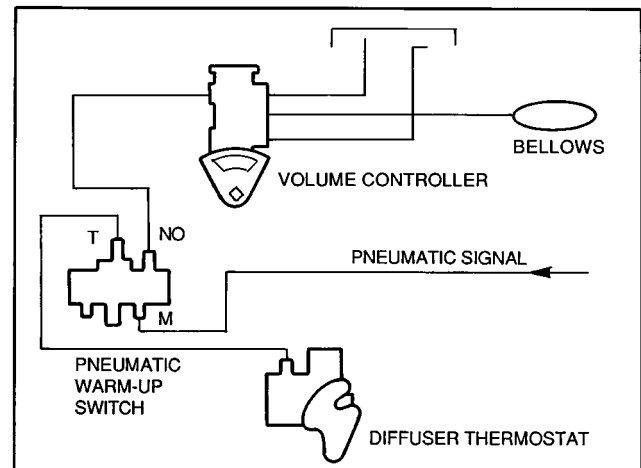 BELLOWS
VOLUME CONTROLLER
T
NO
PNEUMATIC SIGNAL
M
PNEUMATIC
WARM-UP
SWITCH
DIFFUSER THERMOSTAT